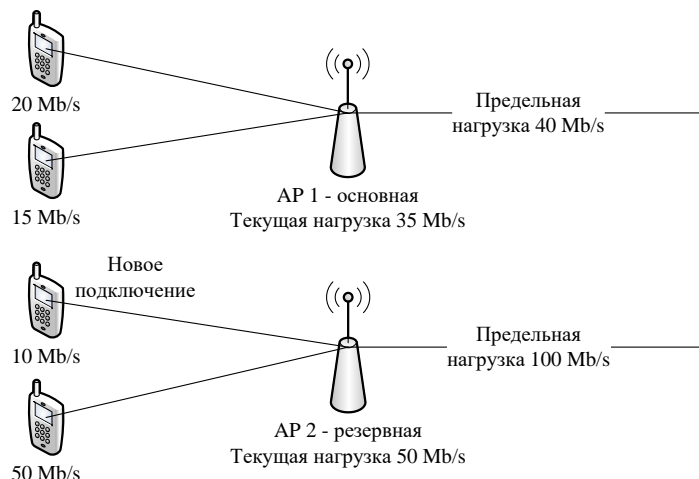 20 Mb/s
Предельная
нагрузка 40 Mb/s
15 Mb/s
AP 1 - основная
Текущая нагрузка 35 Mb/s
Новое
подключение
10 Mb/s
Предельная
нагрузка 100 Mb/s
AP 2 - резервная
Текущая нагрузка 50 Mb/s
50 Mb/s